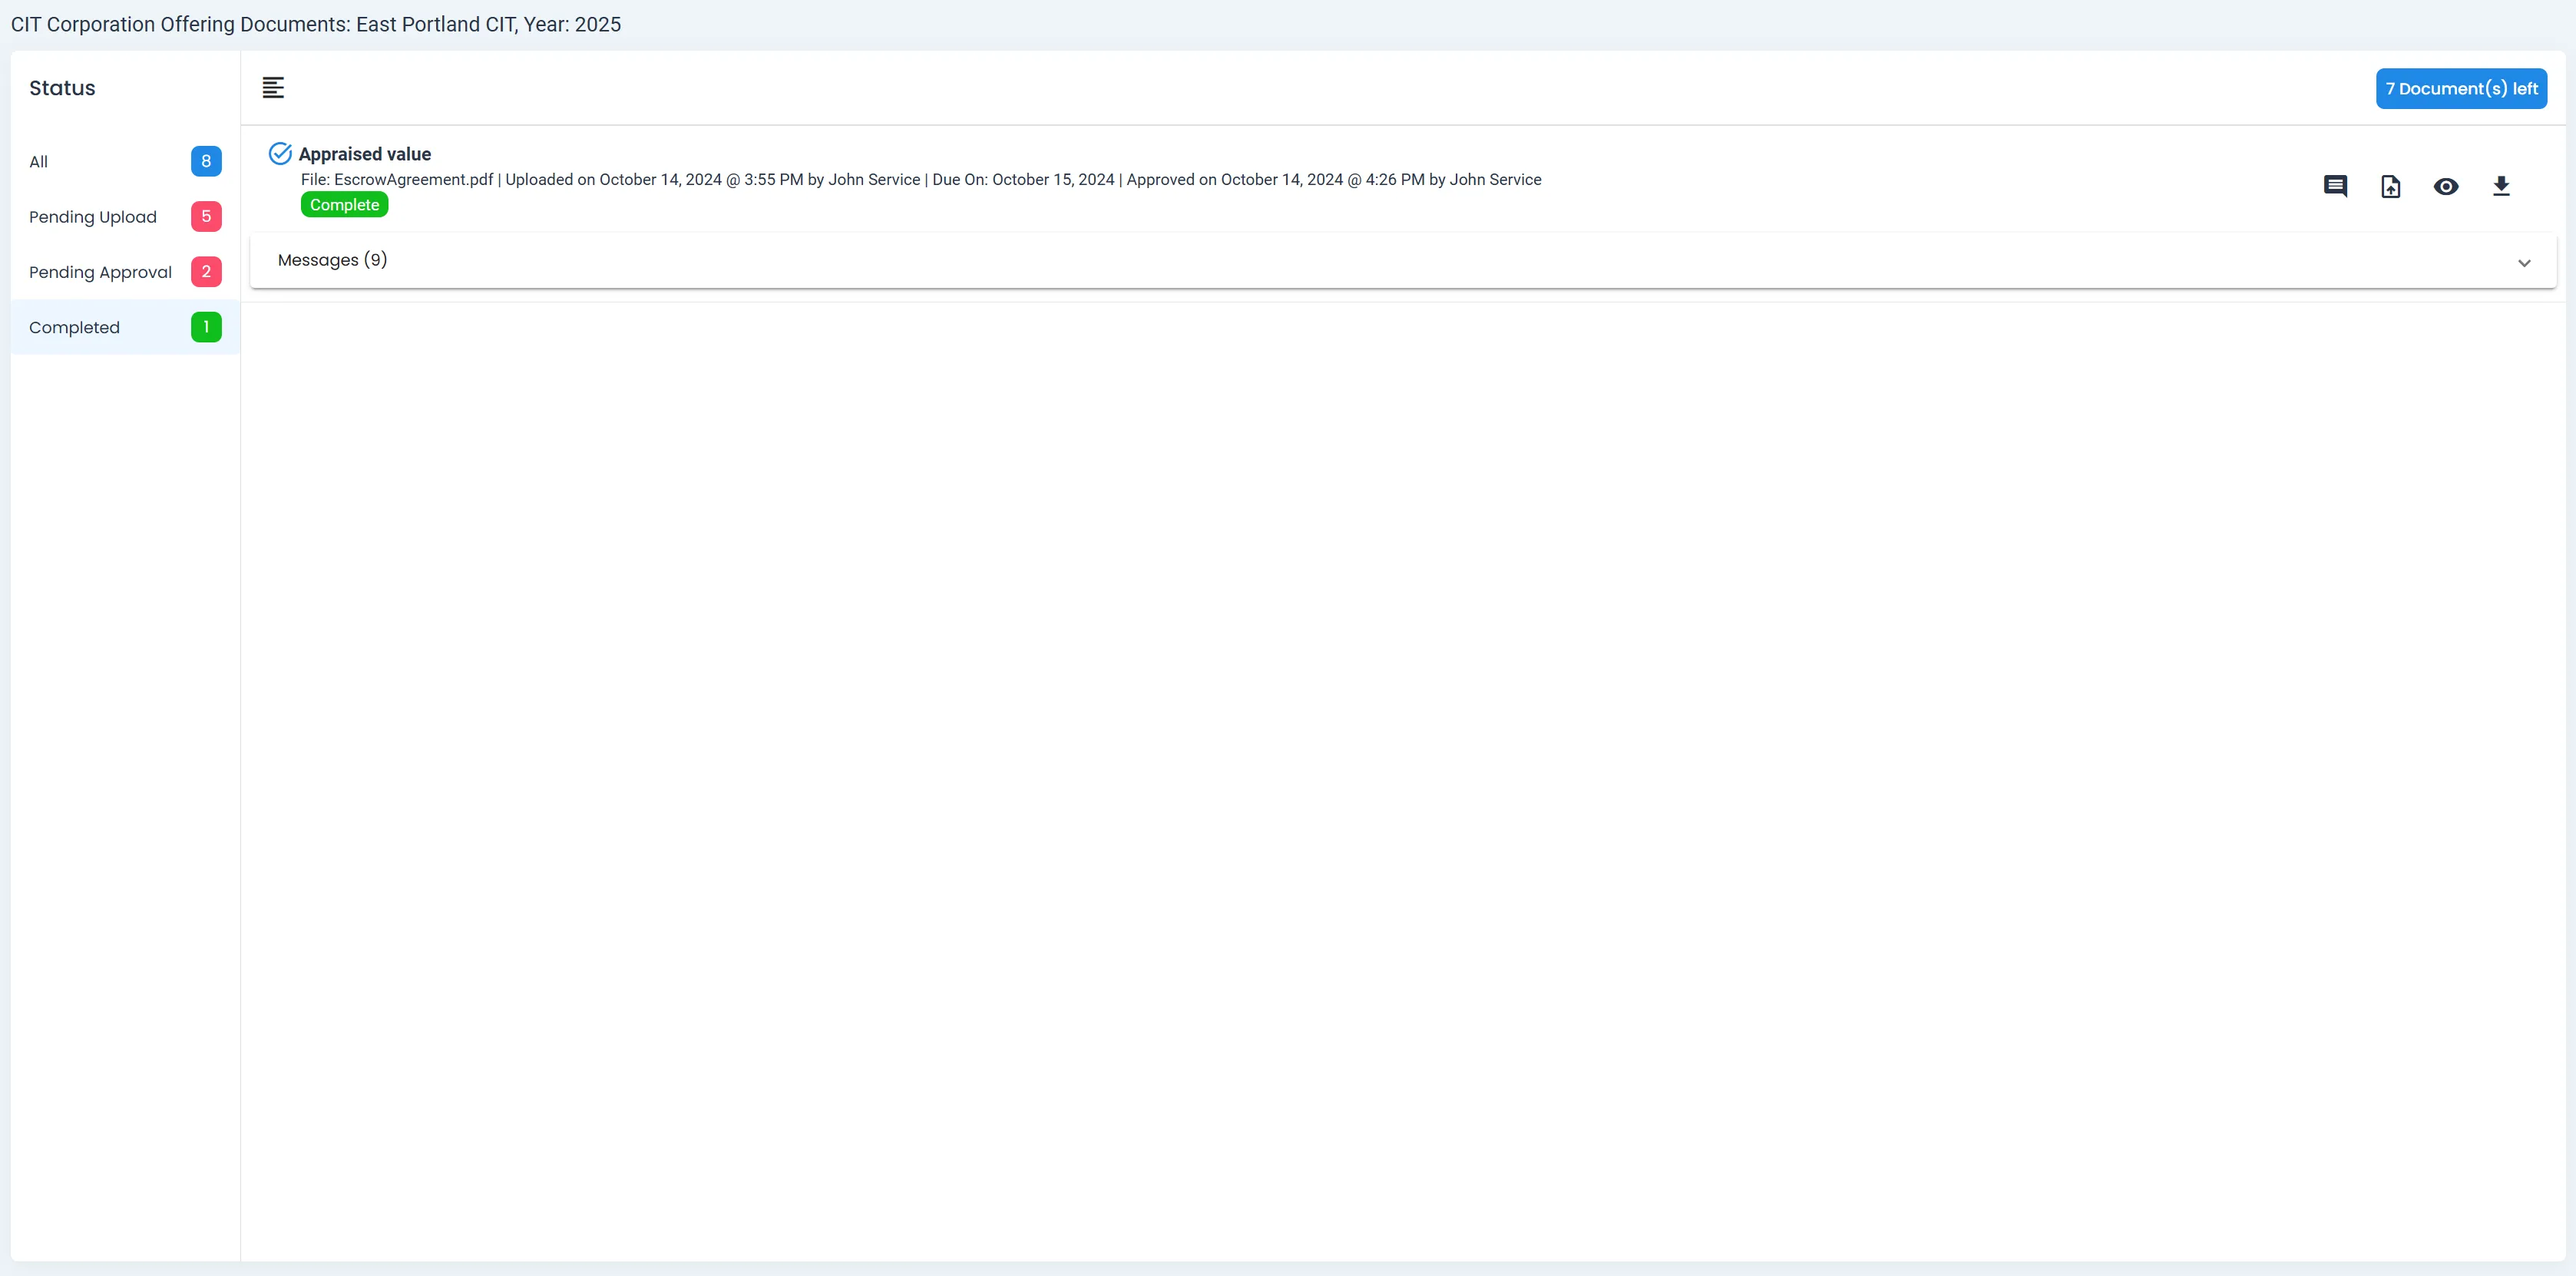 CIT Corporation Offering Documents: East Portland CIT, Year: 2025
Status
7 Document(s) left
All 8
Pending Upload 5
Pending Approval 2
Completed 1
Appraised value
File: EscrowAgreement.pdf | Uploaded on October 14, 2024 @ 3:55 PM by John Service | Due On: October 15, 2024 | Approved on October 14, 2024 @ 4:26 PM by John Service
Complete
Messages (9)